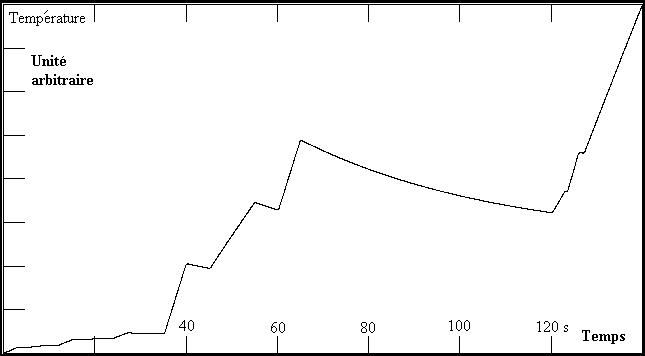 Température
Unité
arbitraire
40
60
80
100
120 s
Temps